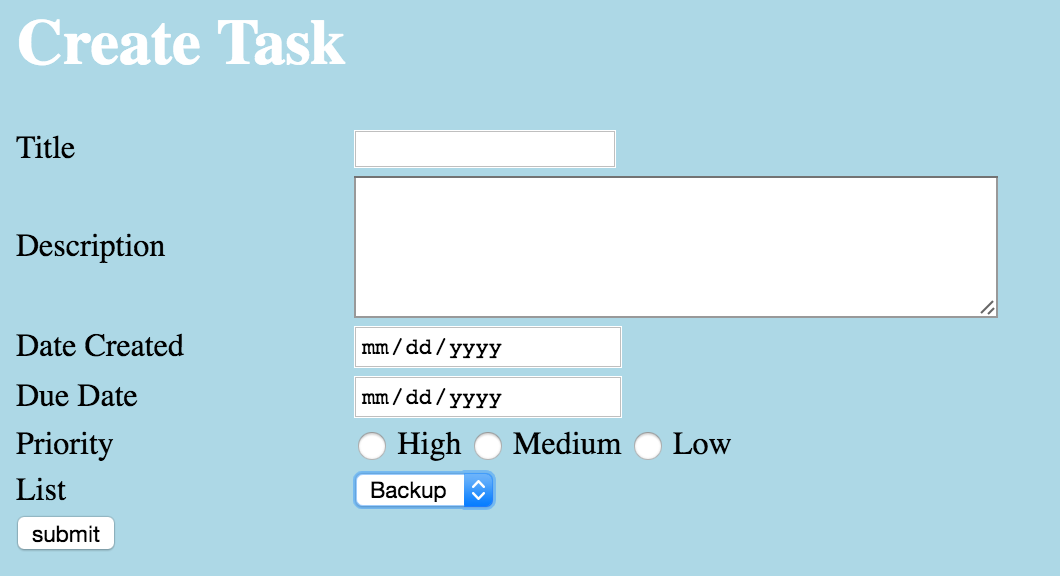 Create Task
Title
Description
Date Created mm/dd/yyyy
Due Date mm/dd/yyyy
Priority High Medium Low
List Backup
submit